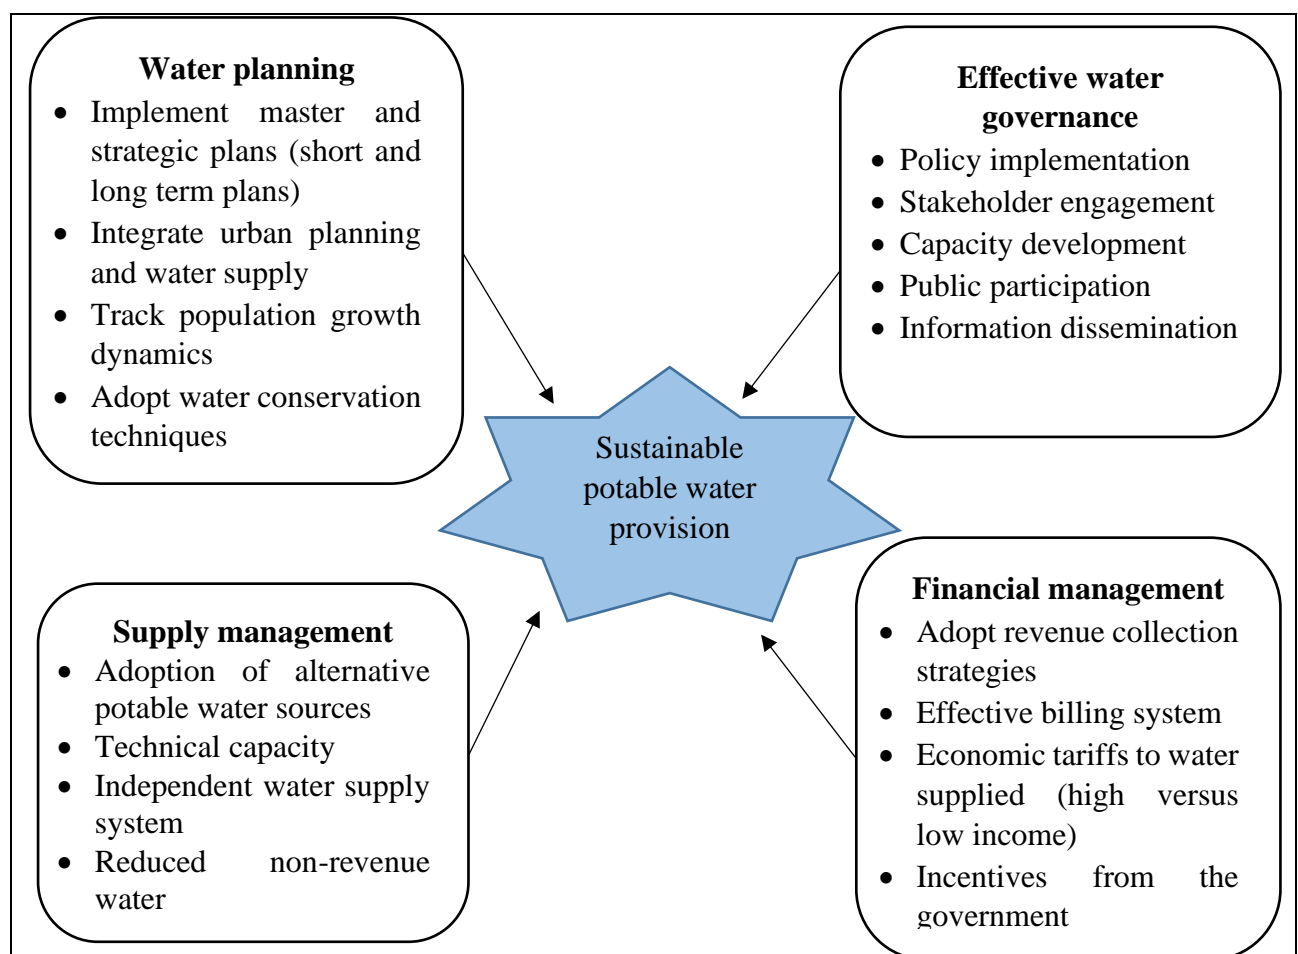 Water planning
• Implement master and
strategic plans (short and
long term plans)
• Integrate urban planning
and water supply
• Track population growth
dynamics
• Adopt water conservation
techniques
Effective water
governance
• Policy implementation
• Stakeholder engagement
• Capacity development
• Public participation
• Information dissemination
Sustainable
potable water
provision
Supply management
• Adoption of alternative
potable water sources
• Technical capacity
• Independent water supply
system
• Reduced non-revenue
water
Financial management
• Adopt revenue collection
strategies
• Effective billing system
• Economic tariffs to water
supplied (high versus
low income)
• Incentives from the
government